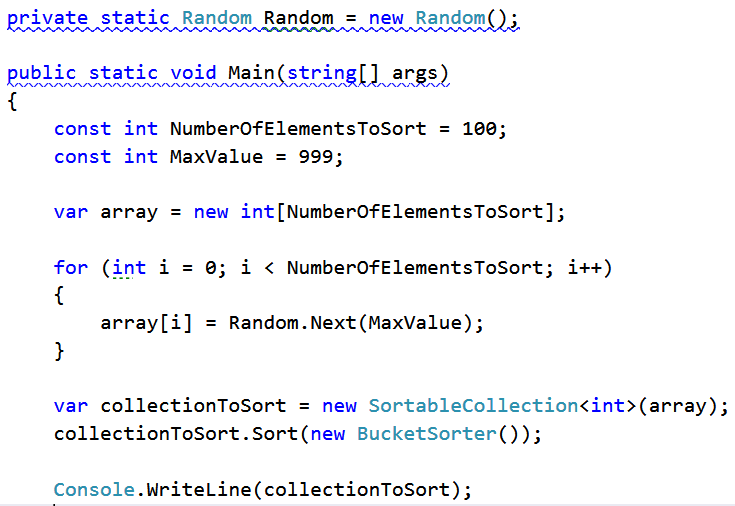 private static Random Random = new Random();
public static void Main(string[] args)
{
const int NumberOfElementsToSort = 100;
const int MaxValue = 999;
var array = new int[NumberOfElementsToSort];
for (int i = 0; i < NumberOfElementsToSort; i++)
{
array[i] = Random.Next(MaxValue);
}
var collectionToSort = new SortableCollection<int>(array);
collectionToSort.Sort(new BucketSorter());
Console.WriteLine(collectionToSort);